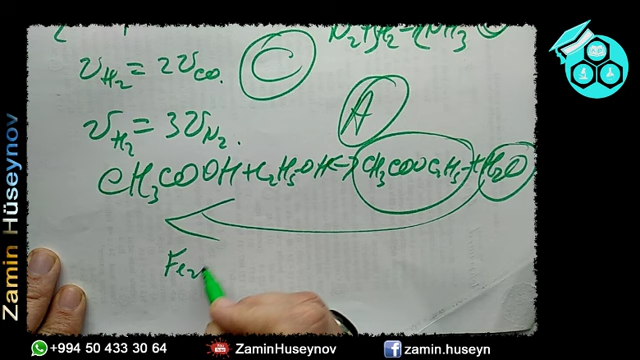 N₂+3H₂=2NH₃ C
υH₂=2υCO. C
υH₂=3υN₂. A
CH₃COOH+C₂H₅OH<->CH₃COOC₂H₅+H₂O
Fe₂
Zamin Hüseynov
+994 50 433 30 64 ZaminHuseynov zamin.huseyn